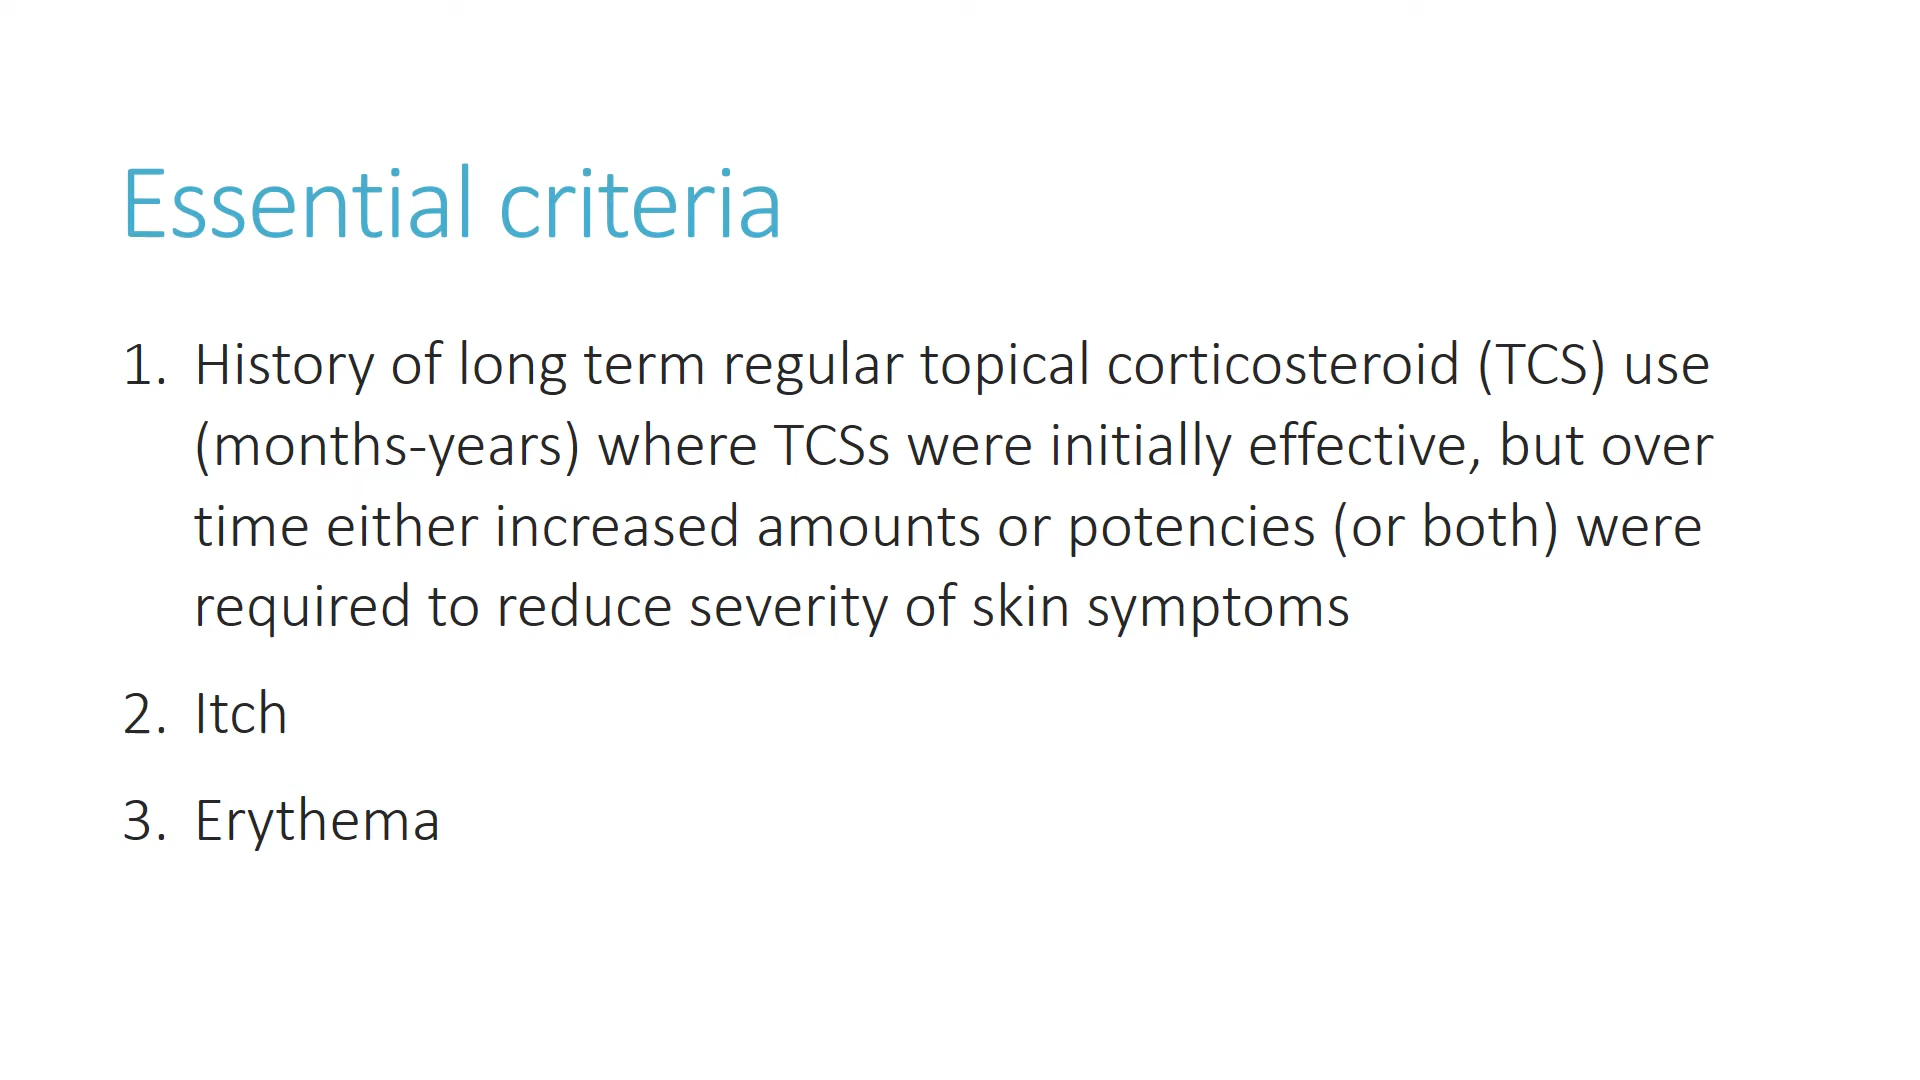 Essential criteria
1. History of long term regular topical corticosteroid (TCS) use
(months-years) where TCSs were initially effective, but over
time either increased amounts or potencies (or both) were
required to reduce severity of skin symptoms
2. Itch
3. Erythema